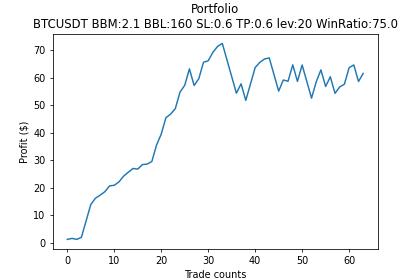 Portfolio
BTCUSDT BBM:2.1 BBL:160 SL:0.6 TP:0.6 lev:20 WinRatio:75.0
70
60
50
40
30
20
10
0
Profit ($)
0 10 20 30 40 50 60
Trade counts